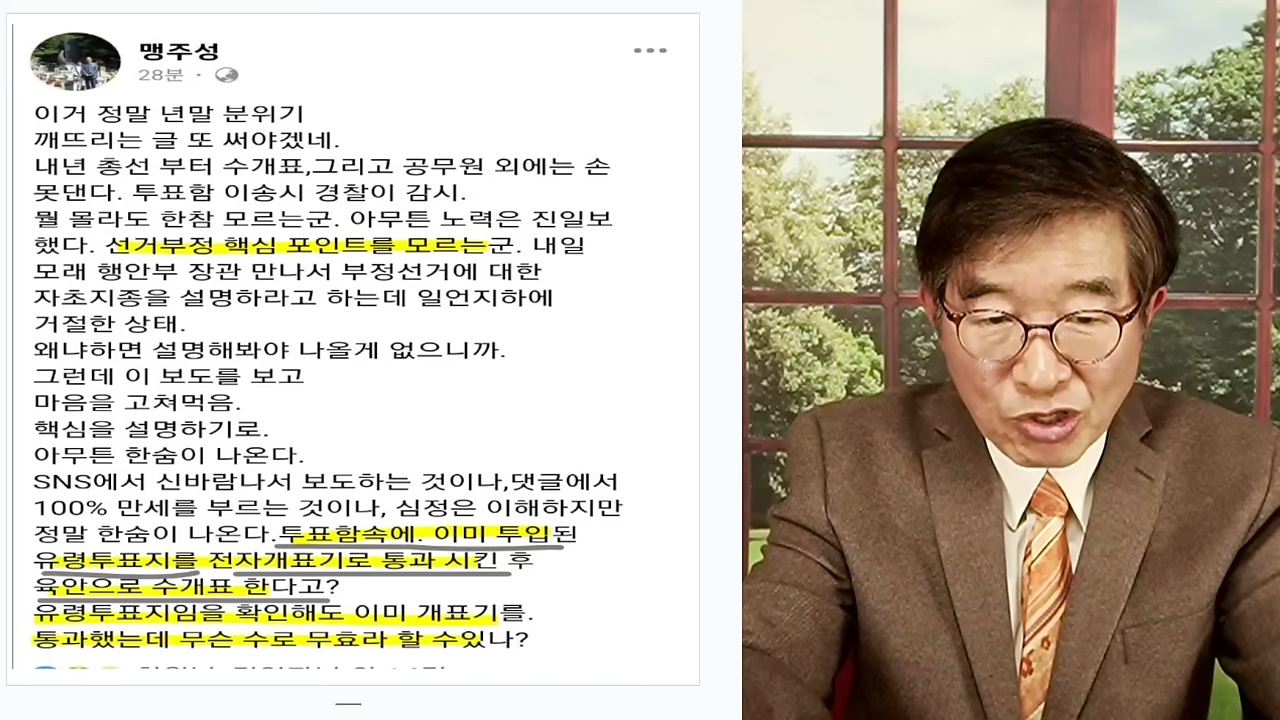 맹주성
28분 ·
이거 정말 년말 분위기
깨뜨리는 글 또 써야겠네.
내년 총선 부터 수개표,그리고 공무원 외에는 손
못댄다. 투표함 이송시 경찰이 감시.
뭘 몰라도 한참 모르는군. 아무튼 노력은 진일보
했다. 선거부정 핵심 포인트를 모르는군. 내일
모래 행안부 장관 만나서 부정선거에 대한
자초지종을 설명하라고 하는데 일언지하에
거절한 상태.
왜냐하면 설명해봐야 나올게 없으니까.
그런데 이 보도를 보고
마음을 고쳐먹음.
핵심을 설명하기로.
아무튼 한숨이 나온다.
SNS에서 신바람나서 보도하는 것이나,댓글에서
100% 만세를 부르는 것이나, 심정은 이해하지만
정말 한숨이 나온다.투표함속에. 이미 투입된
유령투표지를 전자개표기로 통과 시킨 후
육안으로 수개표 한다고?
유령투표지임을 확인해도 이미 개표기를.
통과했는데 무슨 수로 무효라 할 수있나?